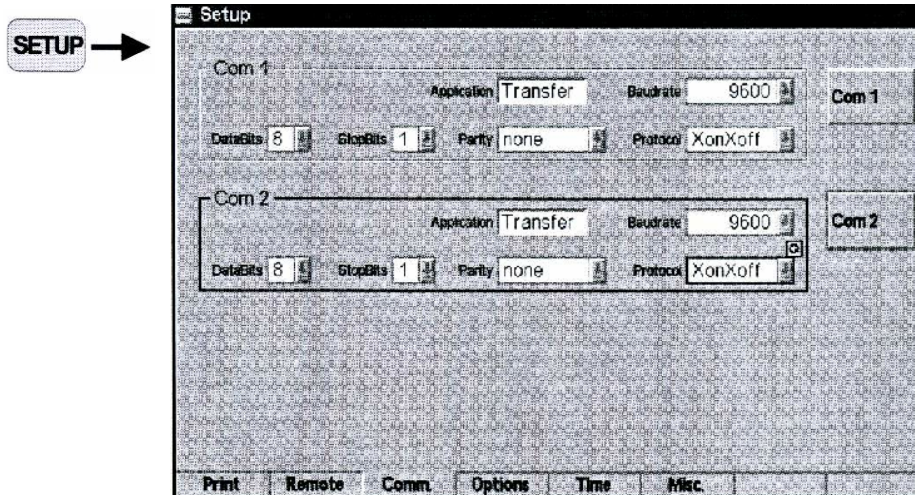 SETUP
Setup
Com 1
Application Transfer Baudrate 9600
Com 1
DataBits 8 StopBits 1 Parity none Protocol XonXoff
Com 2
Application Transfer Baudrate 9600
Com 2
DataBits 8 StopBits 1 Parity none Protocol XonXoff
Print Remote Comm. Options Time Misc.